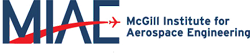 MIAE
McGill Institute for
Aerospace Engineering